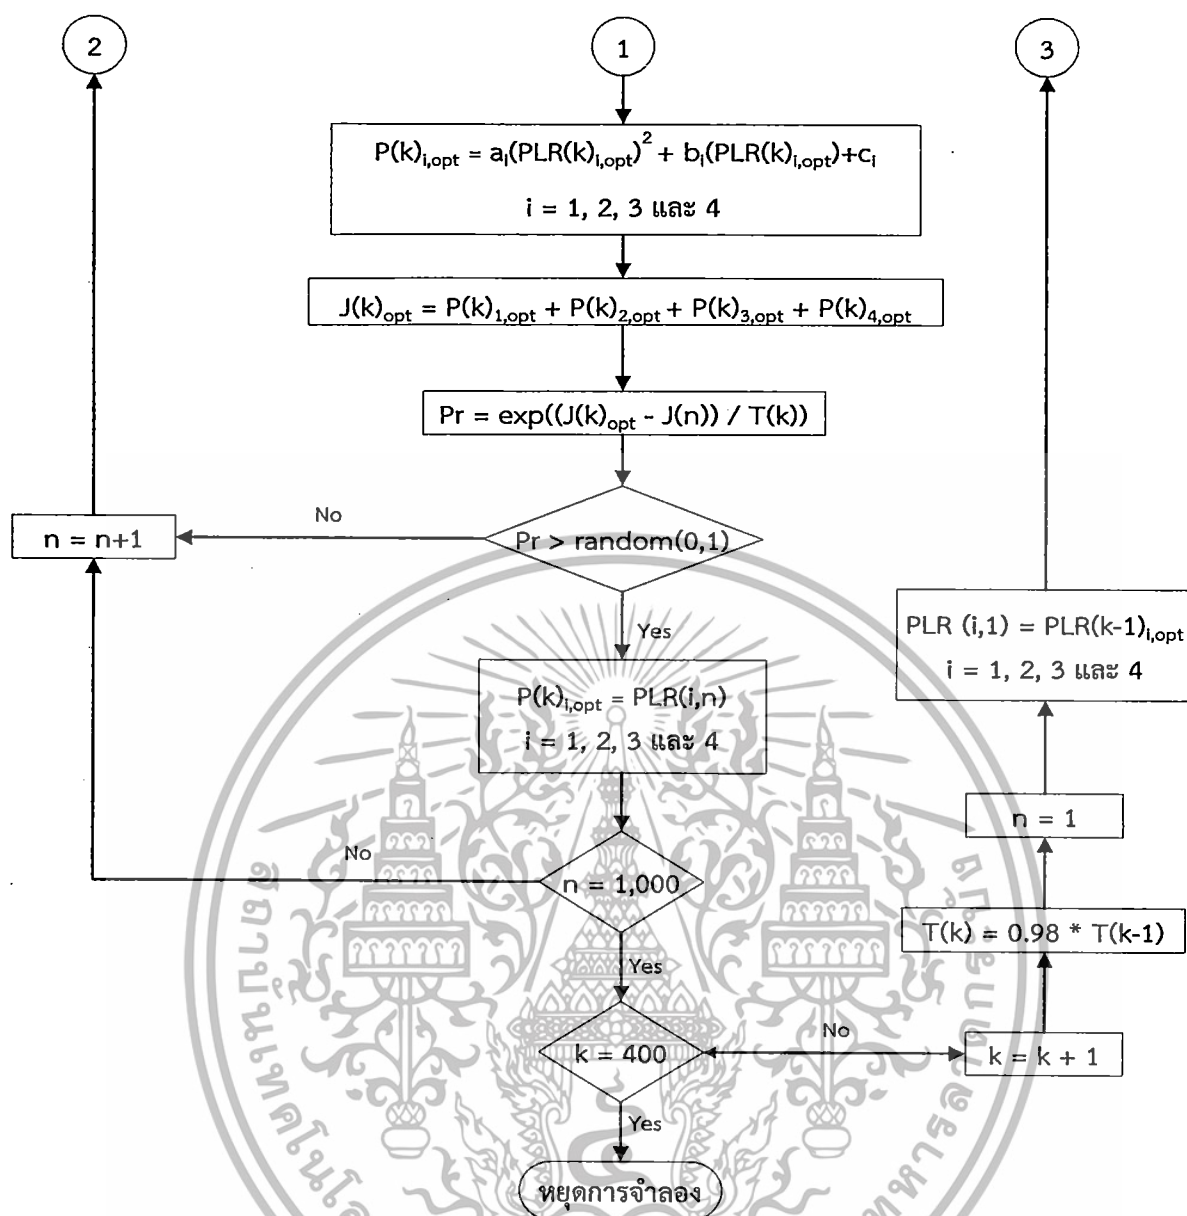 2
1
3
P(k)i,opt = ai(PLR(k)i,opt)² + bi(PLR(k)i,opt)+ci
i = 1, 2, 3 และ 4
J(k)opt = P(k)1,opt + P(k)2,opt + P(k)3,opt + P(k)4,opt
Pr = exp((J(k)opt - J(n)) / T(k))
Pr > random(0,1)
No
n = n+1
Yes
P(k)i,opt = PLR(i,n)
i = 1, 2, 3 และ 4
PLR (i,1) = PLR(k-1)i,opt
i = 1, 2, 3 และ 4
n = 1
n = 1,000
No
T(k) = 0.98 * T(k-1)
Yes
k = 400
No
k = k + 1
Yes
หยุดการจำลอง